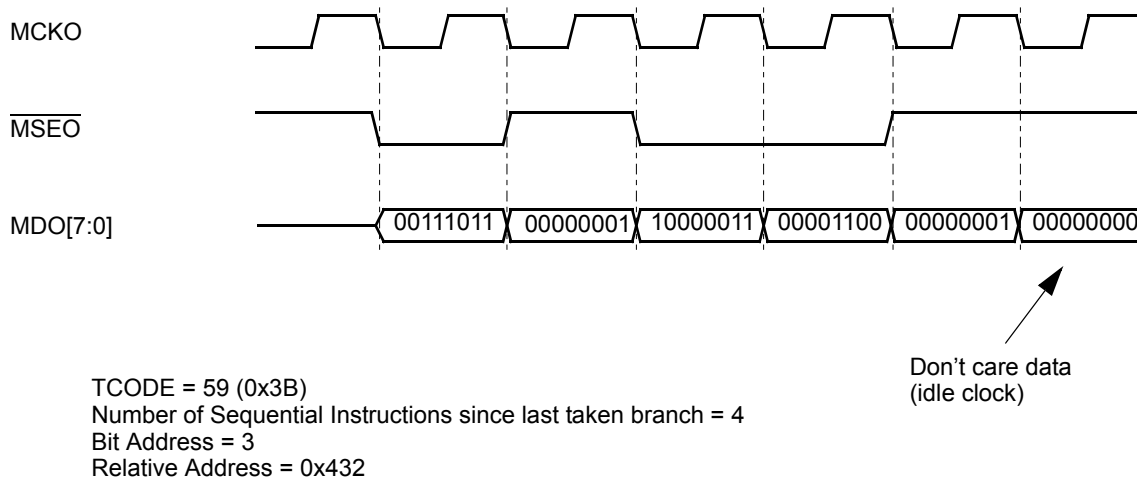 MCKO
MSEO
MDO[7:0]
00111011 00000001 10000011 00001100 00000001 00000000
Don't care data
(idle clock)
TCODE = 59 (0x3B)
Number of Sequential Instructions since last taken branch = 4
Bit Address = 3
Relative Address = 0x432